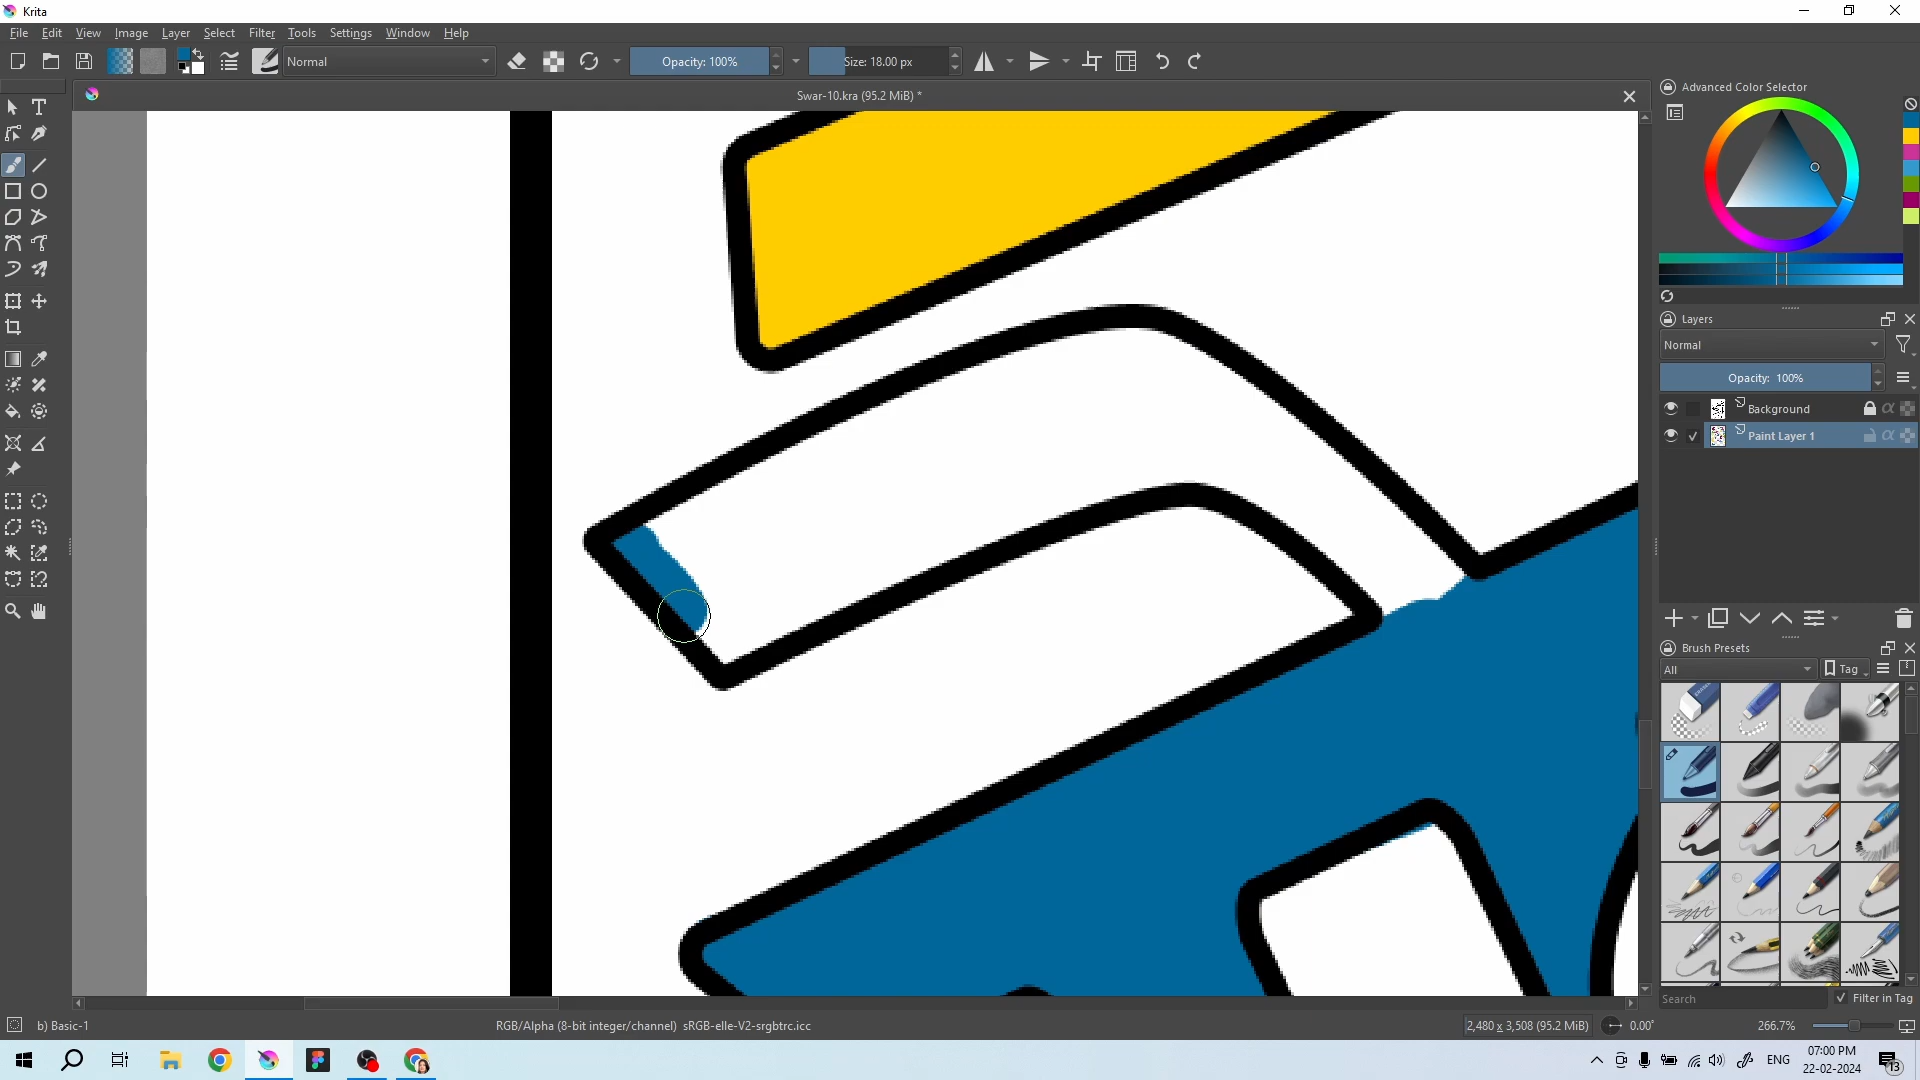 Krita
File Edit View Image Layer Select Filter Tools Settings Window Help
Normal Opacity: 100% Size: 18.00 px
Swar-10.kra (95.2 MiB) *
Advanced Color Selector
Layers
Normal
Opacity: 100%
Background
Paint Layer 1
Brush Presets
All Tag
Search Filter in Tag
b) Basic-1 RGB/Alpha (8-bit integer/channel) sRGB-elle-V2-srgbtrc.icc 2,480 x 3,508 (95.2 MiB) 0.00° 266.7%
ENG 07:00 PM
22-02-2024
13